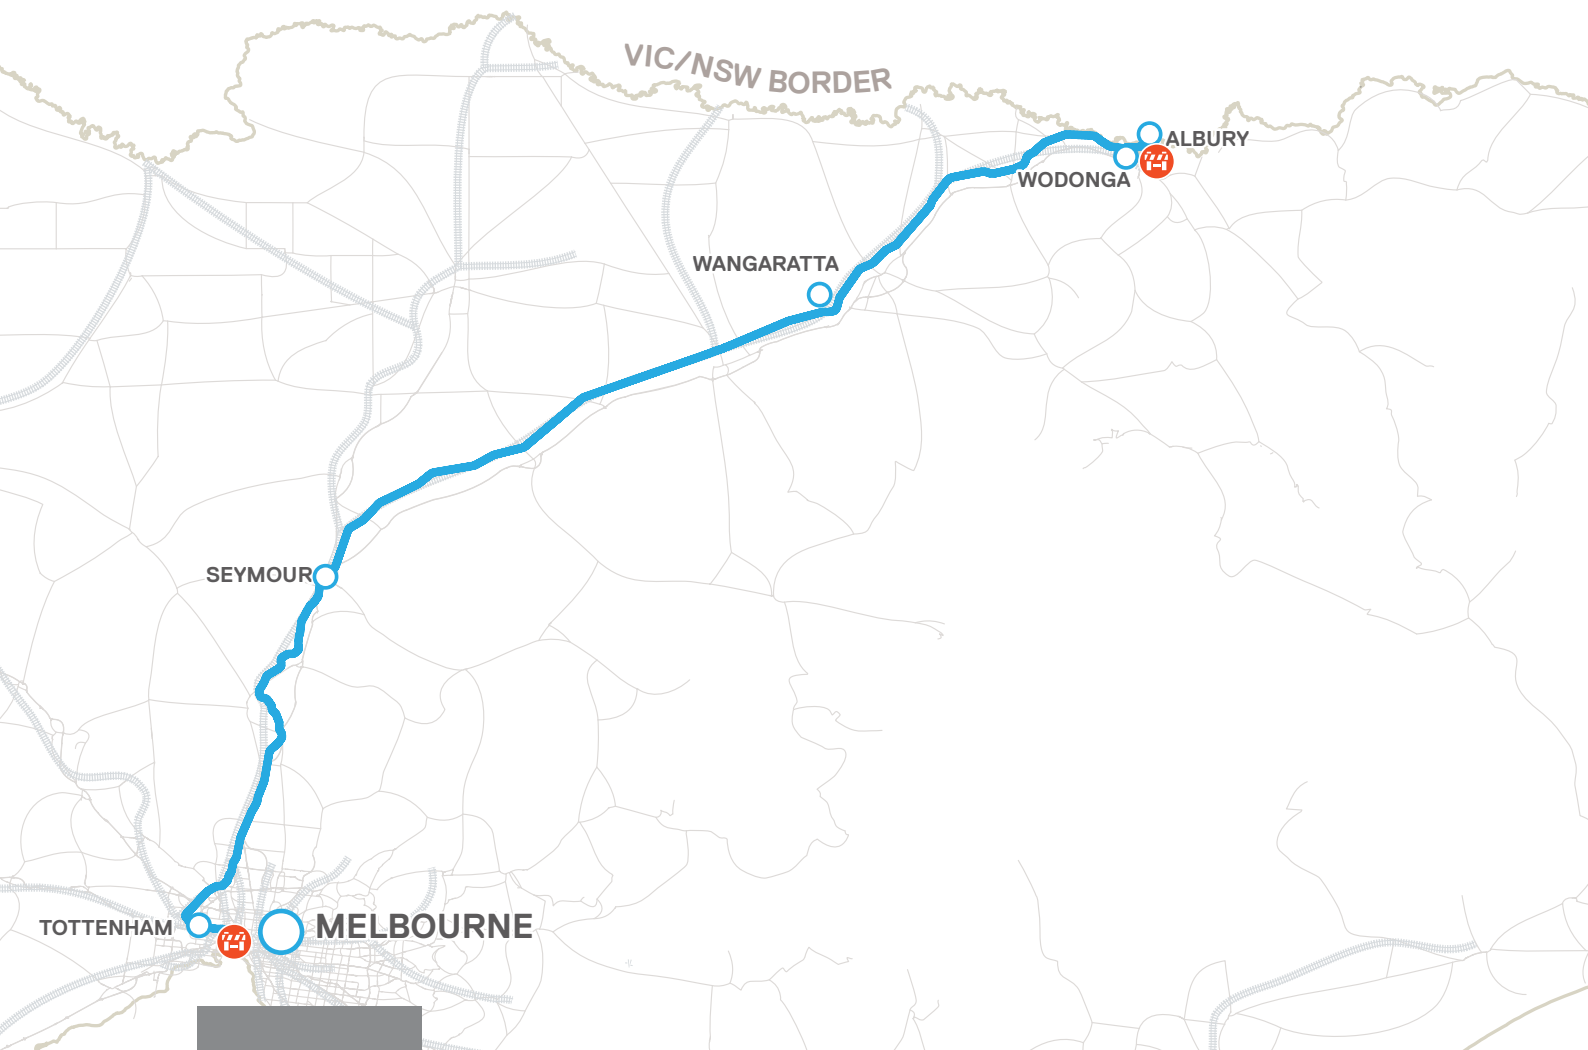 VIC/NSW BORDER
ALBURY
WODONGA
WANGARATTA
SEYMOUR
TOTTENHAM
MELBOURNE